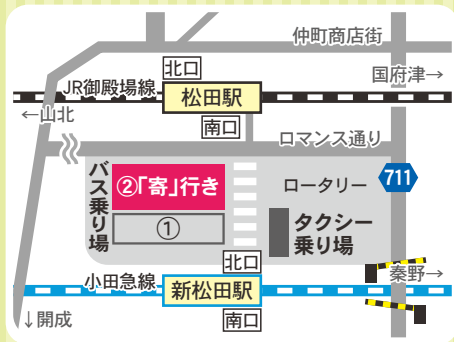 仲町商店街
北口
国府津→
JR御殿場線
松田駅
←山北
南口
ロマンス通り
バス乗り場
②「寄」行き
①
ロータリー
711
タクシー
乗り場
北口
秦野→
小田急線
新松田駅
↓開成
南口